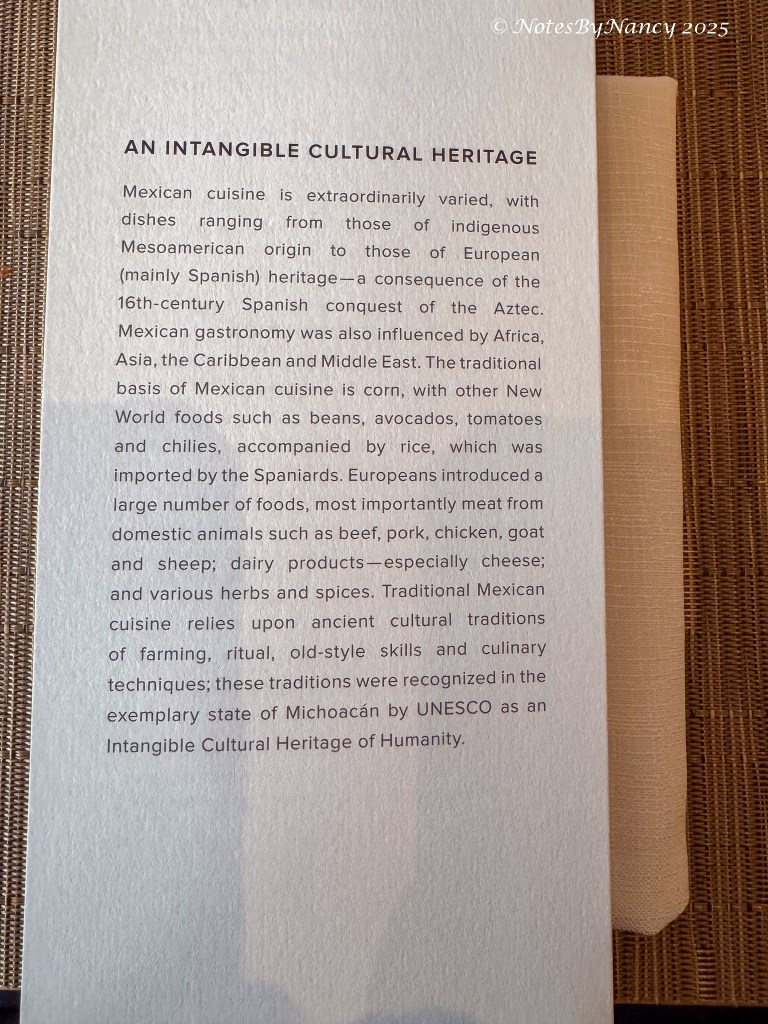 © NotesByNancy 2025
AN INTANGIBLE CULTURAL HERITAGE
Mexican cuisine is extraordinarily varied, with
dishes ranging from those of indigenous
Mesoamerican origin to those of European
(mainly Spanish) heritage—a consequence of the
16th-century Spanish conquest of the Aztec.
Mexican gastronomy was also influenced by Africa,
Asia, the Caribbean and Middle East. The traditional
basis of Mexican cuisine is corn, with other New
World foods such as beans, avocados, tomatoes
and chilies, accompanied by rice, which was
imported by the Spaniards. Europeans introduced a
large number of foods, most importantly meat from
domestic animals such as beef, pork, chicken, goat
and sheep; dairy products—especially cheese;
and various herbs and spices. Traditional Mexican
cuisine relies upon ancient cultural traditions
of farming, ritual, old-style skills and culinary
techniques; these traditions were recognized in the
exemplary state of Michoacán by UNESCO as an
Intangible Cultural Heritage of Humanity.